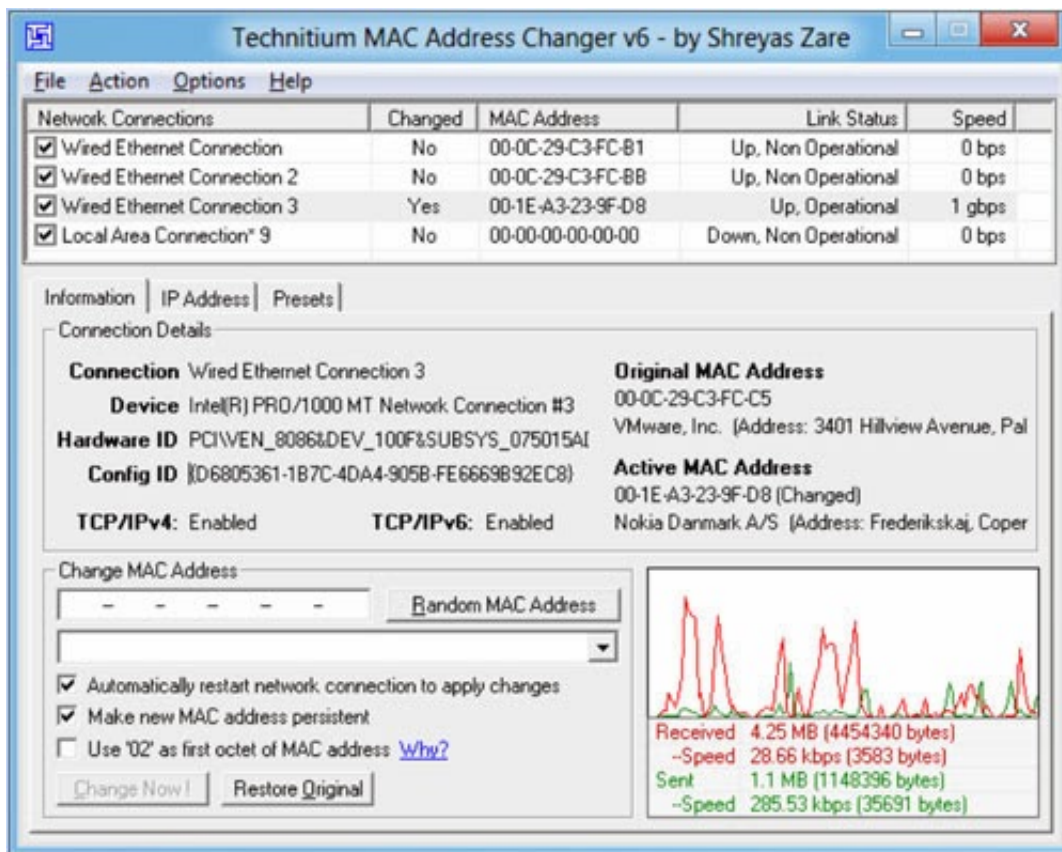 Technitium MAC Address Changer v6 - by Shreyas Zare
File Action Options Help
Network Connections Changed MAC Address Link Status Speed
Wired Ethernet Connection No 00-0C-29-C3-FC-B1 Up, Non Operational 0 bps
Wired Ethernet Connection 2 No 00-0C-29-C3-FC-BB Up, Non Operational 0 bps
Wired Ethernet Connection 3 Yes 00-1E-A3-23-9F-D8 Up, Operational 1 gbps
Local Area Connection* 9 No 00-00-00-00-00-00 Down, Non Operational 0 bps
Information IP Address Presets
Connection Details
Connection Wired Ethernet Connection 3
Device Intel(R) PRO/1000 MT Network Connection #3
Hardware ID PCI\VEN_8086&DEV_100F&SUBSYS_075015AD
Config ID {D6805361-1B7C-4DA4-905B-FE6669B92EC8}
TCP/IPv4: Enabled TCP/IPv6: Enabled
Original MAC Address
00-0C-29-C3-FC-C5
VMware, Inc. (Address: 3401 Hillview Avenue, Pal
Active MAC Address
00-1E-A3-23-9F-D8 (Changed)
Nokia Danmark A/S (Address: Frederikskaj, Coper
Change MAC Address
- - - - - Random MAC Address
Automatically restart network connection to apply changes
Make new MAC address persistent
Use '02' as first octet of MAC address Why?
Change Now ! Restore Original
Received 4.25 MB (4454340 bytes)
--Speed 28.66 kbps (3583 bytes)
Sent 1.1 MB (1148396 bytes)
--Speed 285.53 kbps (35691 bytes)